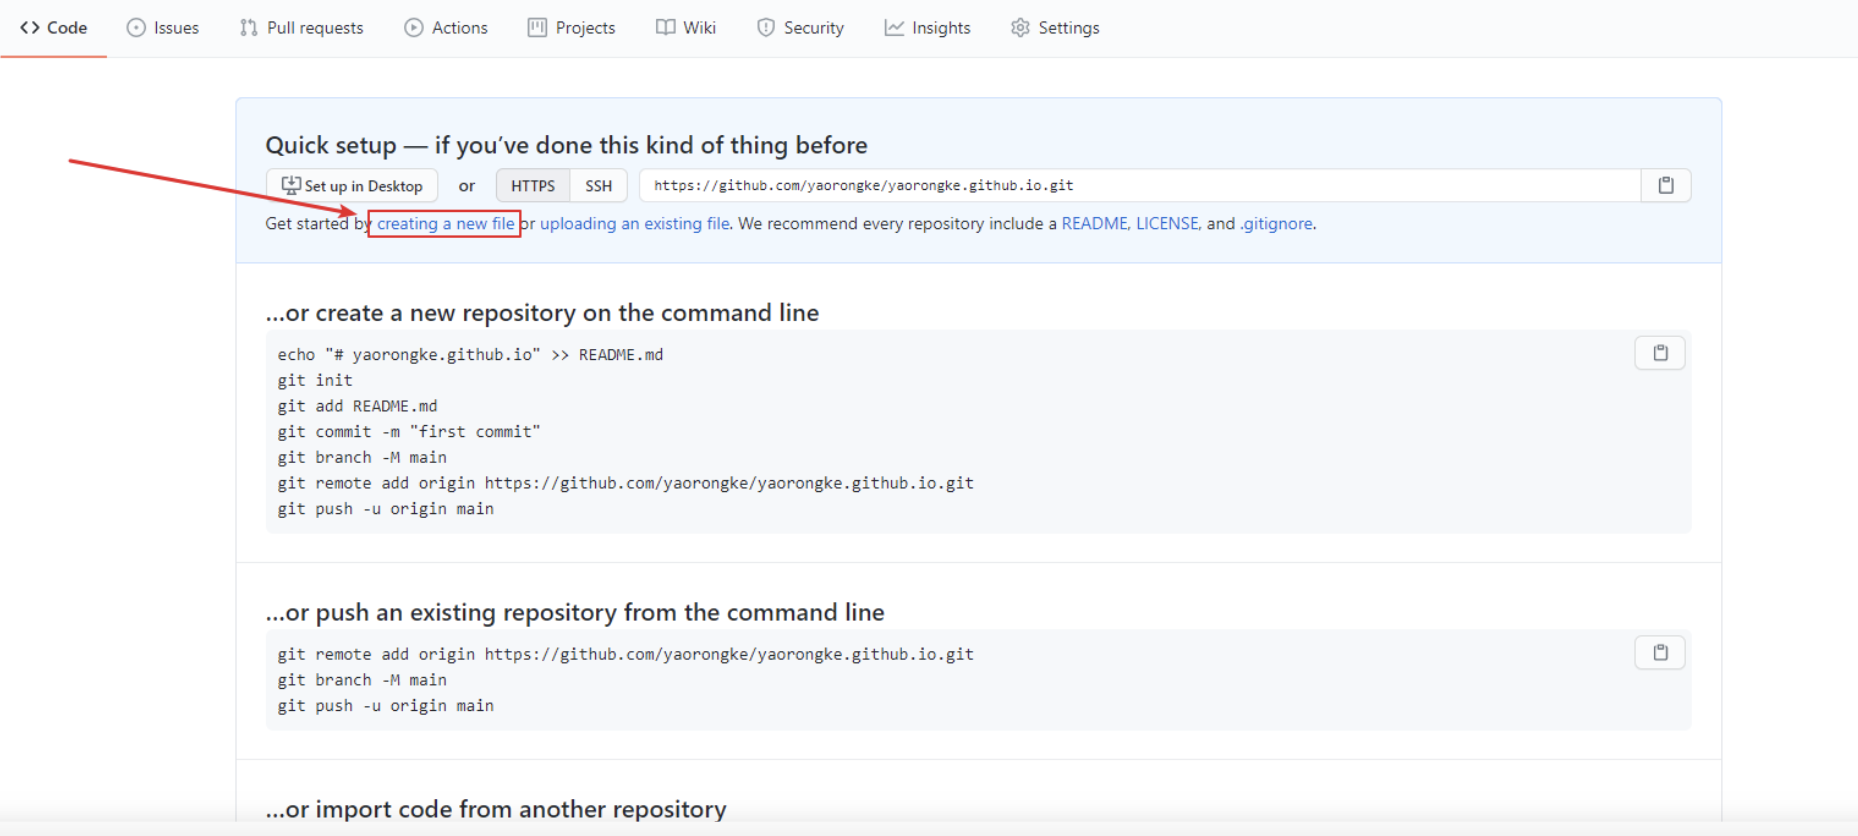 Code Issues Pull requests Actions Projects Wiki Security Insights Settings
Quick setup — if you’ve done this kind of thing before
Set up in Desktop or HTTPS SSH https://github.com/yaorongke/yaorongke.github.io.git
Get started by creating a new file or uploading an existing file. We recommend every repository include a README, LICENSE, and .gitignore.
...or create a new repository on the command line
echo "# yaorongke.github.io" >> README.md
git init
git add README.md
git commit -m "first commit"
git branch -M main
git remote add origin https://github.com/yaorongke/yaorongke.github.io.git
git push -u origin main
...or push an existing repository from the command line
git remote add origin https://github.com/yaorongke/yaorongke.github.io.git
git branch -M main
git push -u origin main
...or import code from another repository